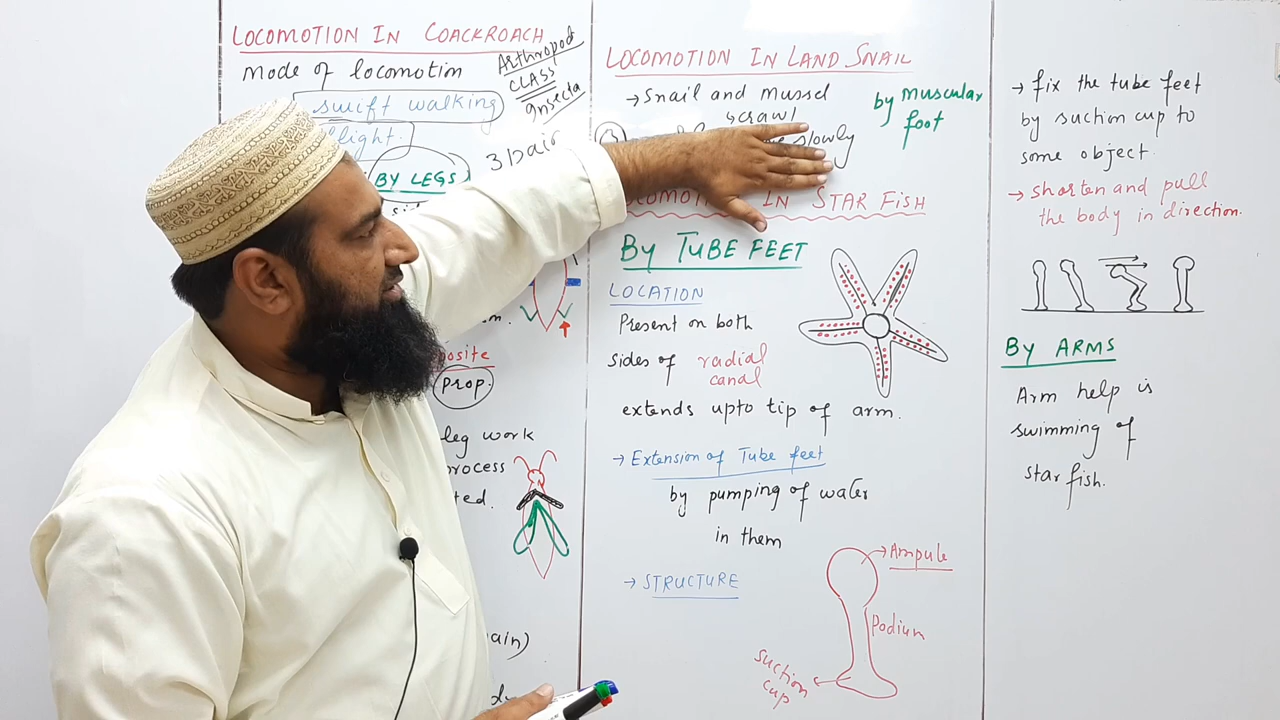 LOCOMOTION IN COACKROACH
mode of locomotion
swift walking
flight.
BY LEGS
Arthropod
CLASS
Insecta
3 pair
sid
m.
posite
prop.
leg work
rocess
ted.
ain)
LOCOMOTION IN LAND SNAIL
→ Snail and mussel
crawl
slowly
by muscular
foot
IN STAR FISH
BY TUBE FEET
LOCATION
Present on both
sides of radial
canal
extends upto tip of arm.
→ Extension of Tube feet
by pumping of water
in them
→ STRUCTURE
Ampule
Podium
suction
cup
→ fix the tube feet
by suction cup to
some object.
→ shorten and pull
the body in direction.
BY ARMS
Arm help is
swimming of
star fish.